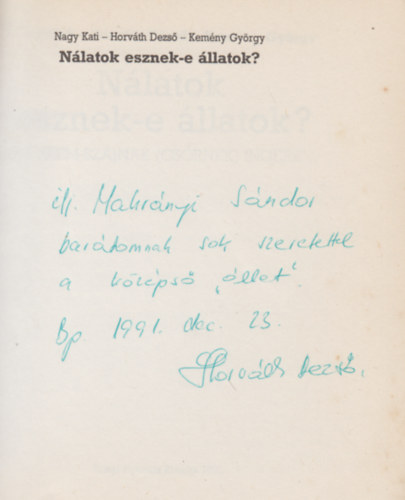 Nagy Kati – Horváth Dezső – Kemény György
Nálatok esznek-e állatok?
ifj. Makrányi Sándor
barátomnak sok szeretettel
a középső „állat”.
Bp 1991. dec. 23.
Horváth Dezső.